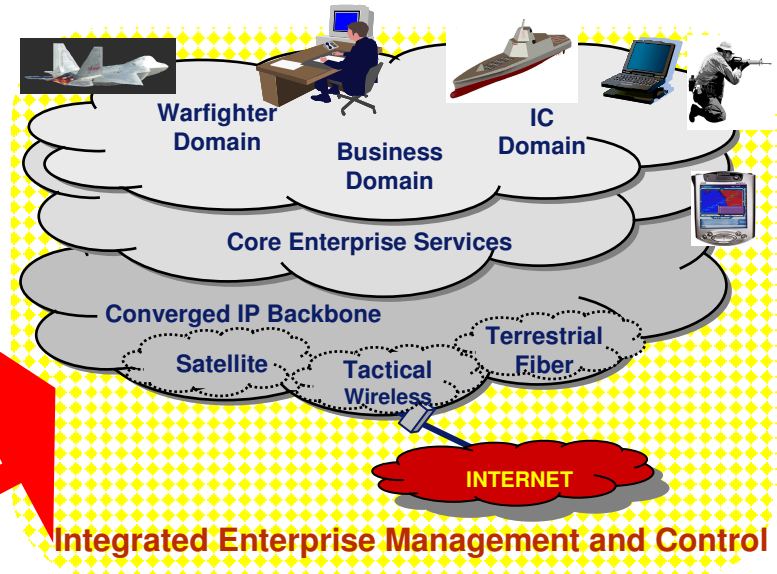 Warfighter
Domain
Business
Domain
IC
Domain
Core Enterprise Services
Converged IP Backbone
Satellite
Tactical
Wireless
Terrestrial
Fiber
INTERNET
Integrated Enterprise Management and Control